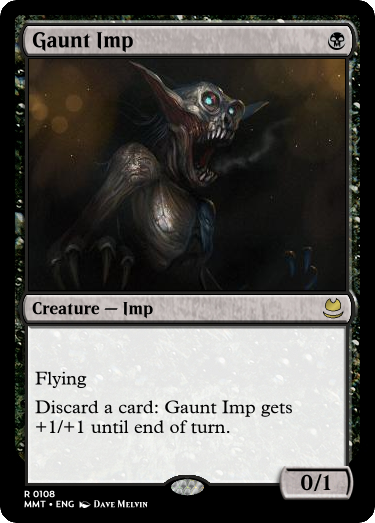 Gaunt Imp
Creature — Imp
Flying
Discard a card: Gaunt Imp gets
+1/+1 until end of turn.
0/1
R 0108
MMT • ENG Dave Melvin